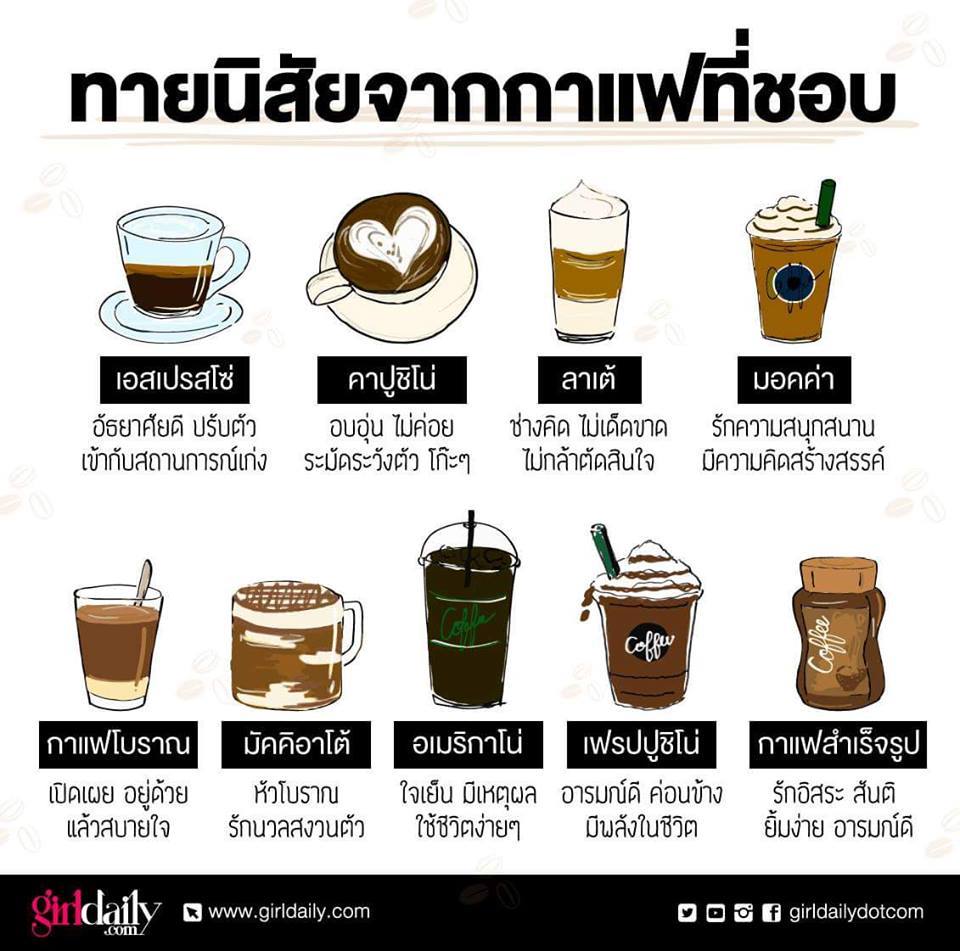 ทายนิสัยจากกาแฟที่ชอบ
เอสเปรสโซ่
อัธยาศัยดี ปรับตัว
เข้ากับสถานการณ์เก่ง
คาปูชิโน่
อบอุ่น ไม่ค่อย
ระมัดระวังตัว โก๊ะๆ
ลาเต้
ช่างคิด ไม่เด็ดขาด
ไม่กล้าตัดสินใจ
มอคค่า
รักความสนุกสนาน
มีความคิดสร้างสรรค์
กาแฟโบราณ
เปิดเผย อยู่ด้วย
แล้วสบายใจ
มัคคิอาโต้
หัวโบราณ
รักนวลสงวนตัว
Coffee
อเมริกาโน่
ใจเย็น มีเหตุผล
ใช้ชีวิตง่ายๆ
Coffee
เฟรปปูชิโน่
อารมณ์ดี ค่อนข้าง
มีพลังในชีวิต
Coffee
กาแฟสำเร็จรูป
รักอิสระ สันติ
ยิ้มง่าย อารมณ์ดี
girldaily.com
www.girldaily.com
girldailydotcom